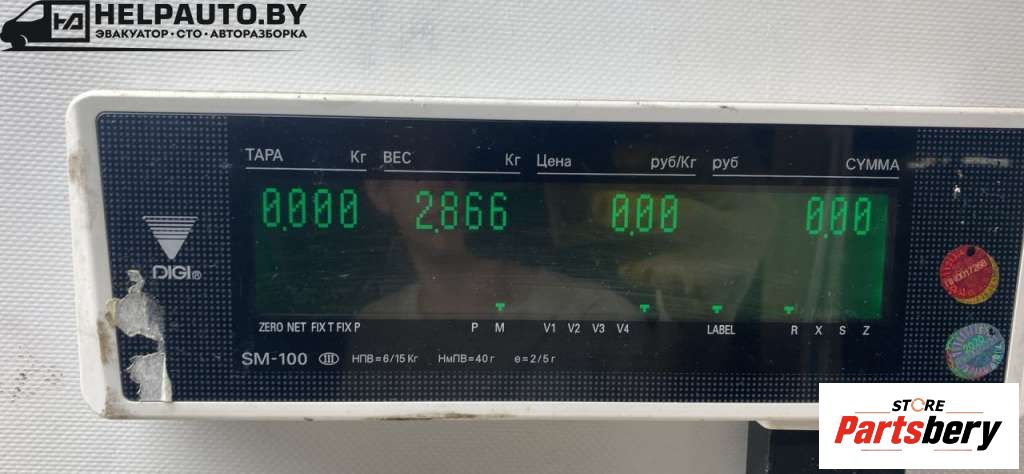 HELPAUTO.BY
ЭВАКУАТОР • СТО • АВТОРАЗБОРКА
ТАРА Кг ВЕС Кг Цена руб/Кг руб СУММА
0.000 2.866 0.00 0.00
DIGI®
ZERO NET FIX T FIX P P M V1 V2 V3 V4 LABEL R X S Z
SM-100 III НПВ=6/15Кг НмПВ=40г e=2/5г
2020
STORE
Partsbery